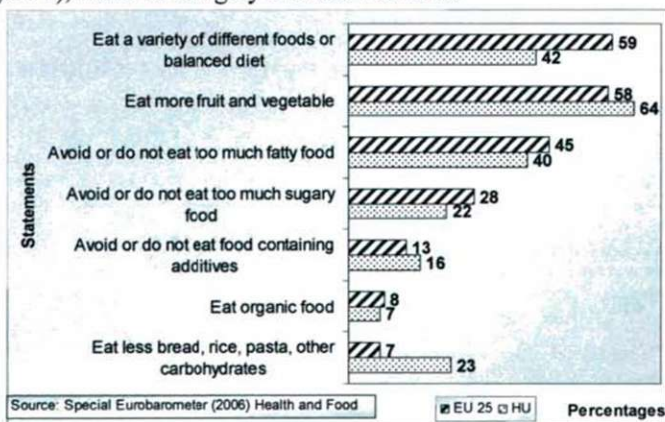 Eat a variety of different foods or
balanced diet
59
42
Eat more fruit and vegetable
58
64
Avoid or do not eat too much fatty food
45
40
Avoid or do not eat too much sugary
food
28
22
Avoid or do not eat food containing
additives
13
16
Eat organic food
8
7
Eat less bread, rice, pasta, other
carbohydrates
7
23
Statements
Source: Special Eurobarometer (2006) Health and Food
EU 25 HU
Percentages